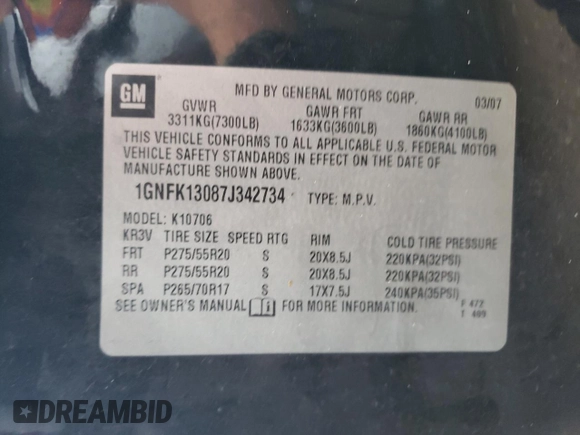 GM
MFD BY GENERAL MOTORS CORP. 03/07
GVWR GAWR FRT GAWR RR
3311KG(7300LB) 1633KG(3600LB) 1860KG(4100LB)
THIS VEHICLE CONFORMS TO ALL APPLICABLE U.S. FEDERAL MOTOR
VEHICLE SAFETY STANDARDS IN EFFECT ON THE DATE OF
MANUFACTURE SHOWN ABOVE.
1GNFK13087J342734 TYPE: M.P.V.
MODEL: K10706
KR3V TIRE SIZE SPEED RTG RIM COLD TIRE PRESSURE
FRT P275/55R20 S 20X8.5J 220KPA(32PSI)
RR P275/55R20 S 20X8.5J 220KPA(32PSI)
SPA P265/70R17 S 17X7.5J 240KPA(35PSI)
SEE OWNER'S MANUAL i FOR MORE INFORMATION. F 472
T 409
DREAMBID